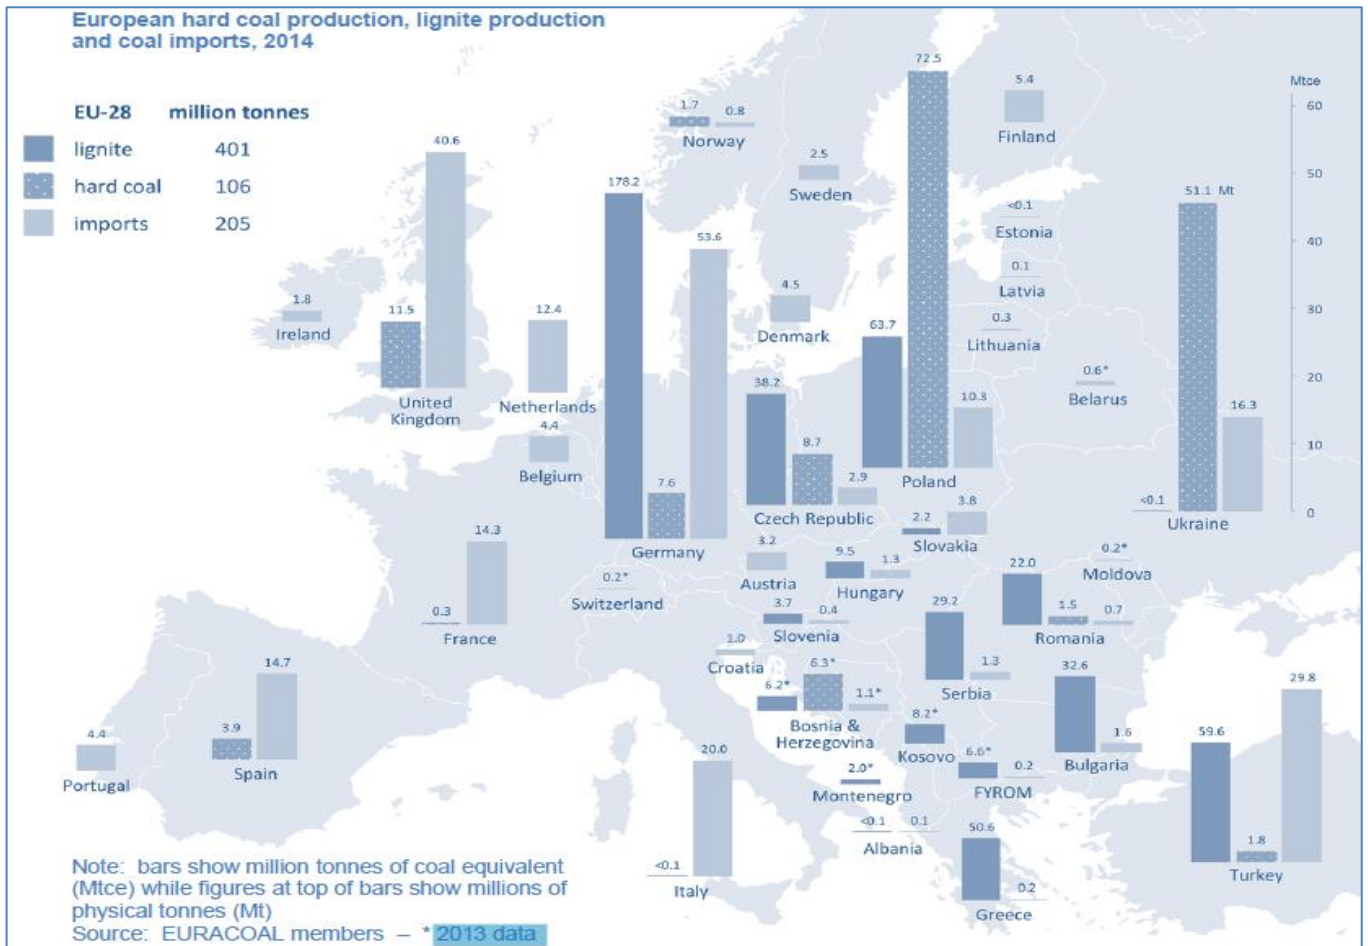 European hard coal production, lignite production
and coal imports, 2014
EU-28 million tonnes
lignite 401
hard coal 106
imports 205
Mtce
60
50
40
30
20
10
0
1.7 0.8
Norway
2.5
Sweden
5.4
Finland
<0.1
Estonia
0.1
Latvia
0.3
Lithuania
0.6*
Belarus
1.8
Ireland
11.5 40.6
United
Kingdom
12.4
Netherlands
4.4
Belgium
178.2 7.6 53.6
Germany
4.5
Denmark
38.2 8.7 2.9
Czech Republic
63.7 72.5 10.3
Poland
<0.1 51.1 Mt 16.3
Ukraine
2.2 3.8
Slovakia
0.2*
Moldova
3.2
Austria
9.5 1.3
Hungary
0.2*
Switzerland
0.3 14.3
France
3.7 0.4
Slovenia
1.0
Croatia
6.2* 6.3* 1.1*
Bosnia &
Herzegovina
29.2 1.3
Serbia
22.0 1.5 0.7
Romania
32.6 1.6
Bulgaria
8.2*
Kosovo
6.6* 0.2
FYROM
2.0*
Montenegro
<0.1 0.1
Albania
50.6 0.2
Greece
59.6 1.8 29.8
Turkey
<0.1 20.0
Italy
3.9 14.7
Spain
4.4
Portugal
Note: bars show million tonnes of coal equivalent
(Mtce) while figures at top of bars show millions of
physical tonnes (Mt)
Source: EURACOAL members – * 2013 data